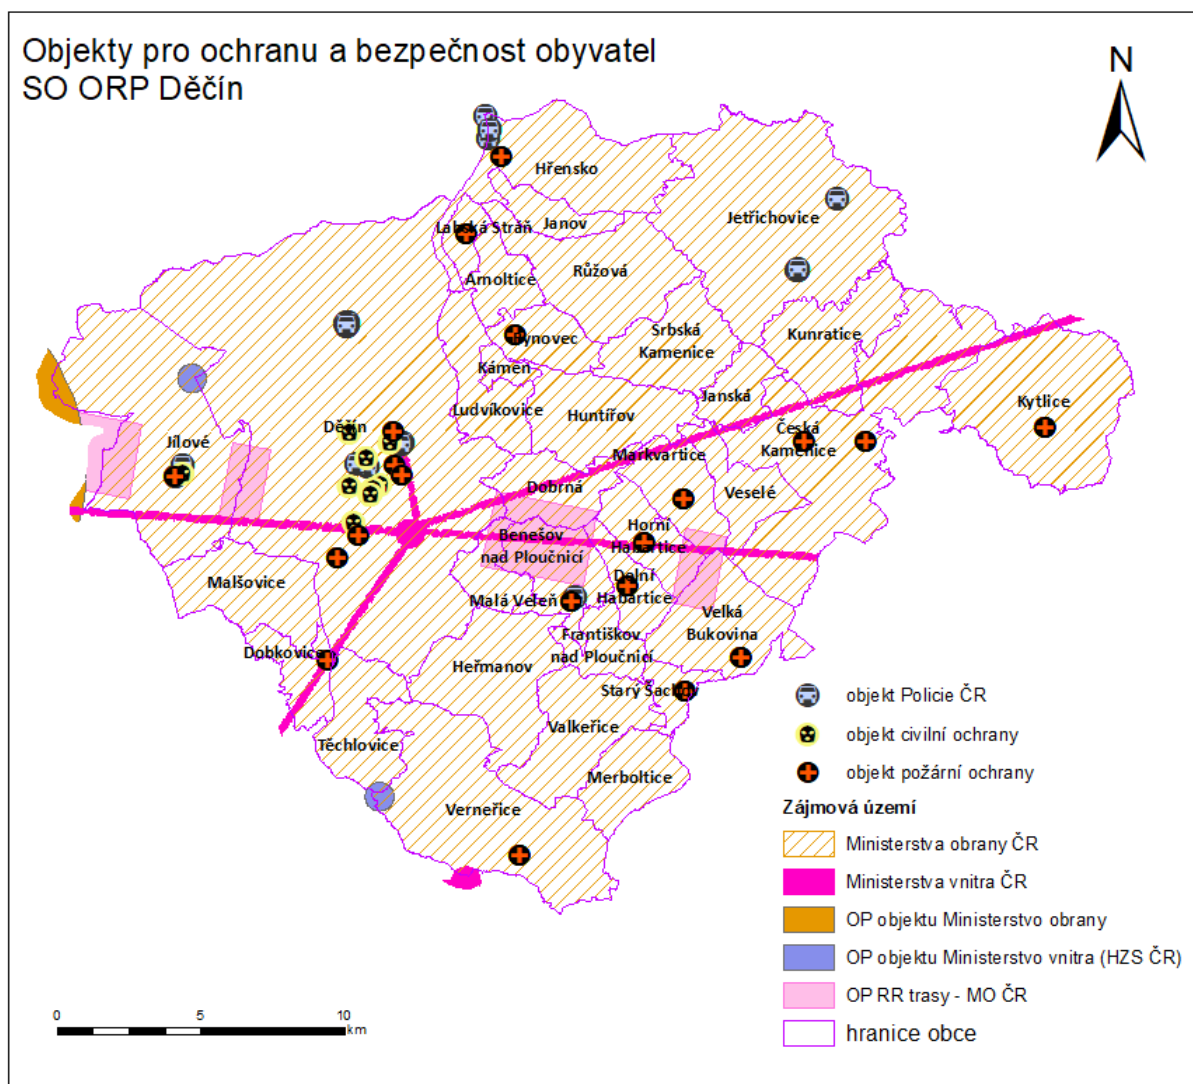 Objekty pro ochranu a bezpečnost obyvatel
SO ORP Děčín
N
Hřensko
Jetřichovice
Janov
Labská Stráň
Růžová
Arnoltice
Srbská
Kamenice
Kunratice
Bynovec
Kámen
Janská
Ludvíkovice
Huntířov
Kytlice
Děčín
Česká
Kamenice
Jílové
Markvartice
Dobrná
Veselé
Horní
Habartice
Benešov
nad Ploučnicí
Malšovice
Dolní
Habartice
Malá Veleň
Velká
Bukovina
Františkov
nad Ploučnicí
Dobkovice
Heřmanov
Starý Šachov
Valkeřice
Těchlovice
Merboltice
Verneřice
objekt Policie ČR
objekt civilní ochrany
objekt požární ochrany
Zájmová území
Ministerstva obrany ČR
Ministerstva vnitra ČR
OP objektu Ministerstvo obrany
OP objektu Ministerstvo vnitra (HZS ČR)
OP RR trasy - MO ČR
hranice obce
0 5 10
km